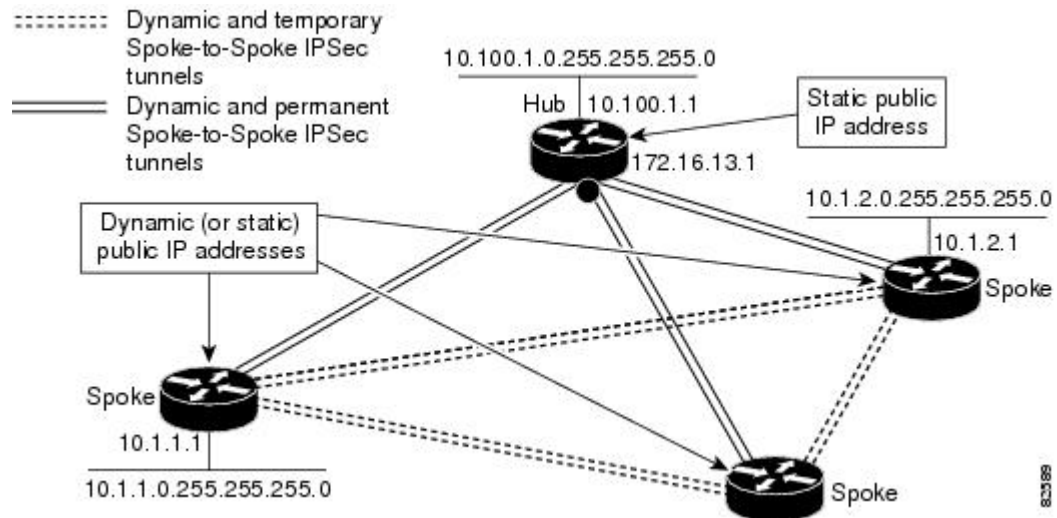 Dynamic and temporary
Spoke-to-Spoke IPSec
tunnels
Dynamic and permanent
Spoke-to-Spoke IPSec
tunnels
10.100.1.0.255.255.255.0
Hub
10.100.1.1
Static public
IP address
172.16.13.1
10.1.2.0.255.255.255.0
10.1.2.1
Dynamic (or static)
public IP addresses
Spoke
Spoke
10.1.1.1
10.1.1.0.255.255.255.0
Spoke
82589